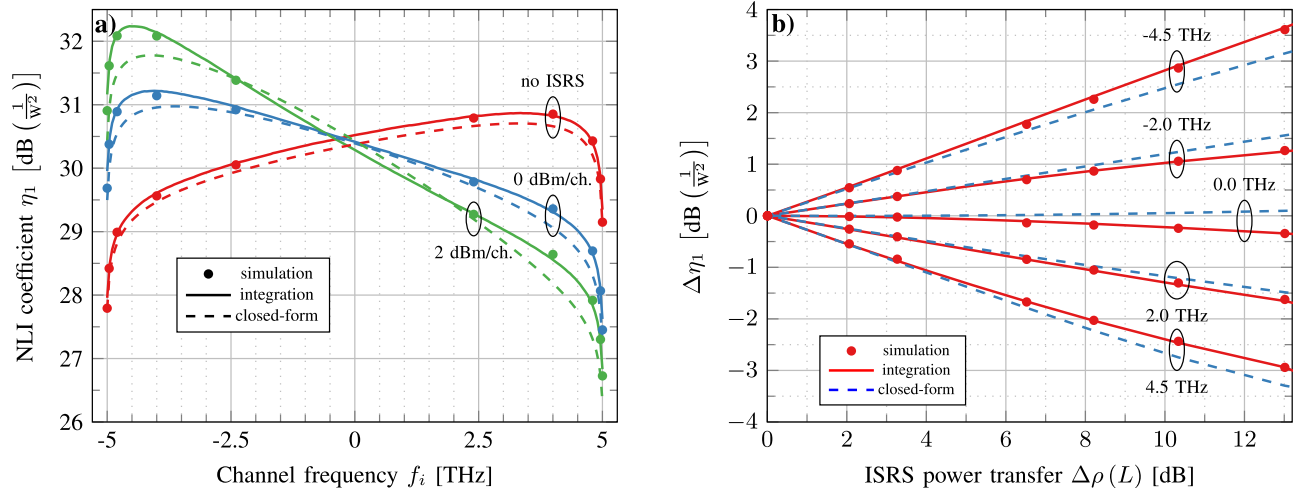 a)
NLI coefficient η1 [dB (1/W²)]
32
31
30
29
28
27
26
no ISRS
0 dBm/ch.
2 dBm/ch.
simulation
integration
closed-form
-5
-2.5
0
2.5
5
Channel frequency fi [THz]
b)
Δη1 [dB (1/W²)]
4
3
2
1
0
−1
−2
−3
−4
-4.5 THz
-2.0 THz
0.0 THz
2.0 THz
4.5 THz
simulation
integration
closed-form
0
2
4
6
8
10
12
ISRS power transfer Δρ (L) [dB]